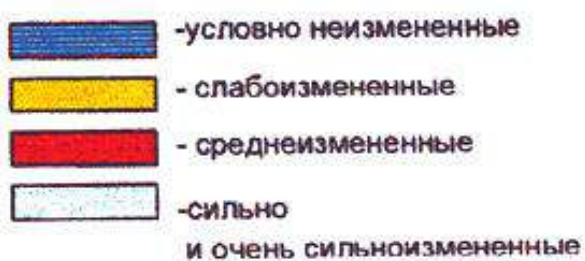 -условно неизмененные
- слабоизмененные
- среднеизмененные
-сильно
и очень сильноизмененные